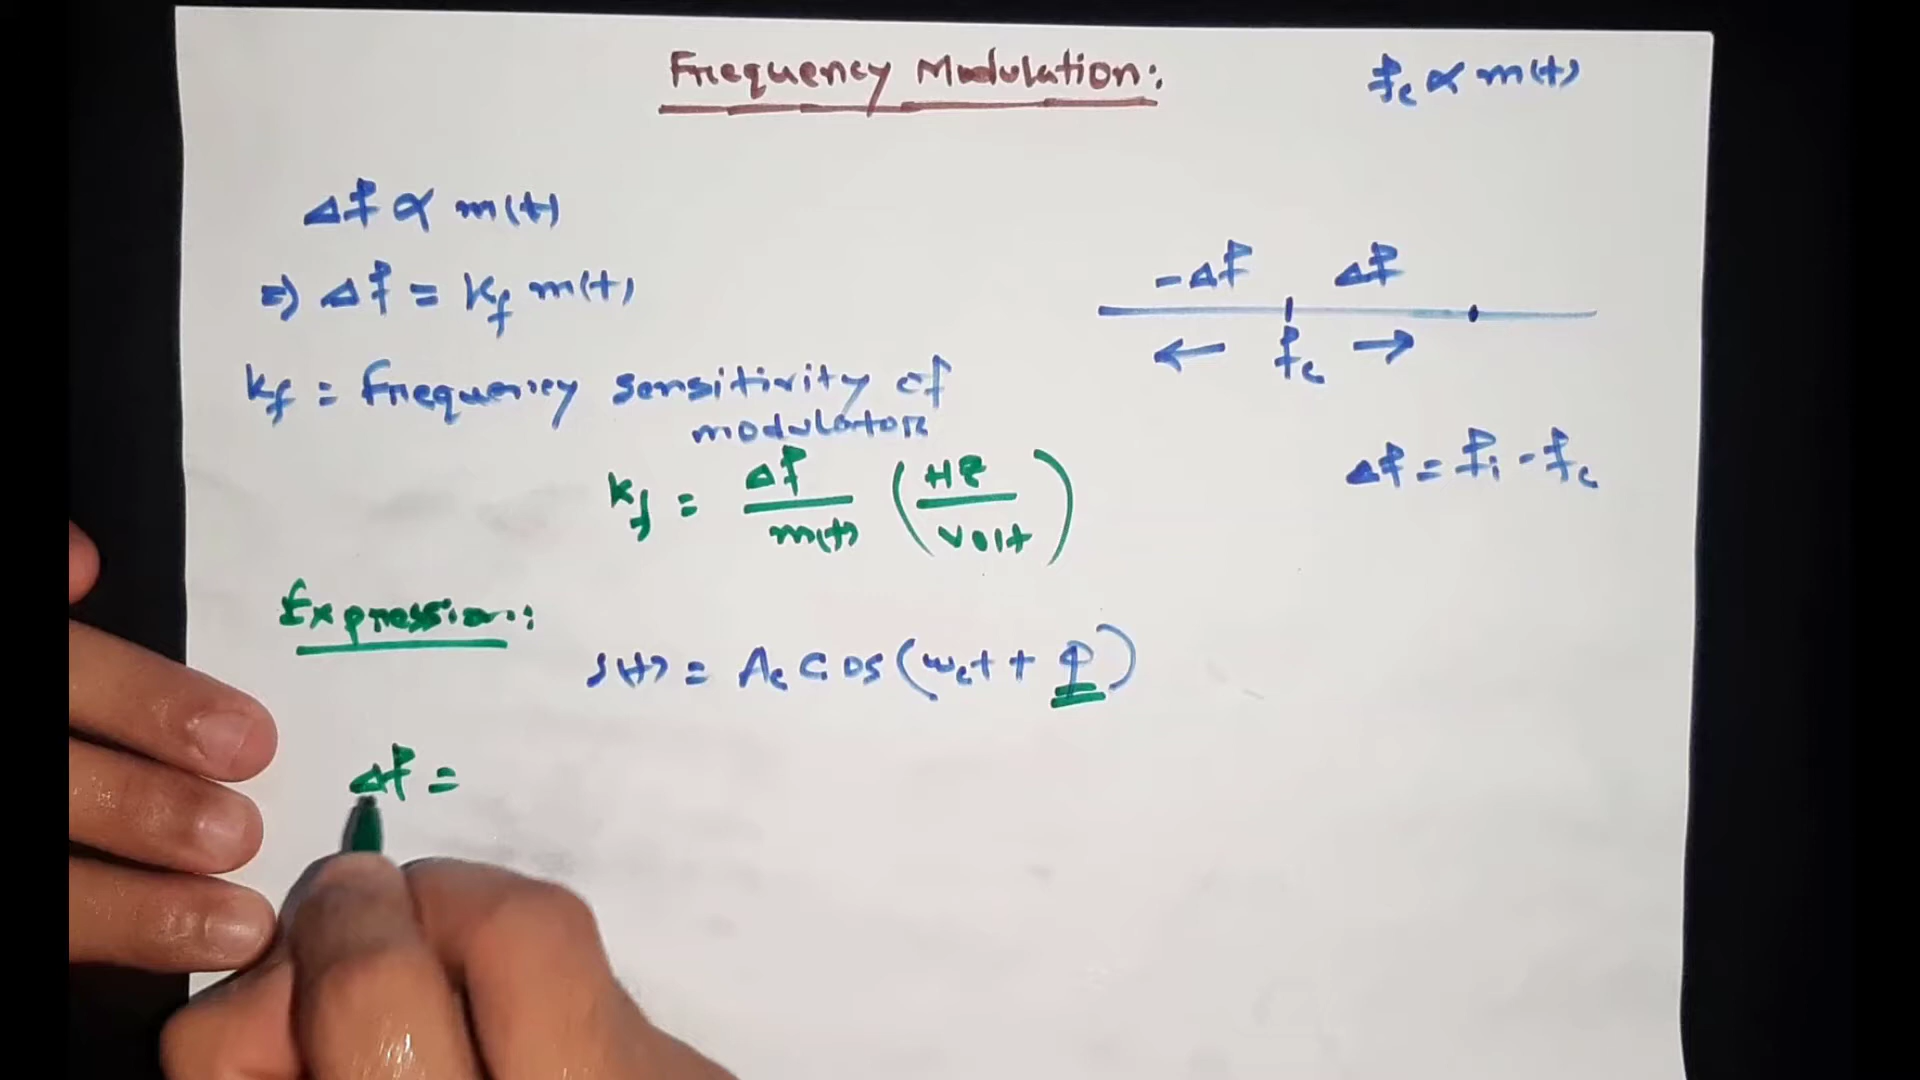 Frequency Modulation:
fc ∝ m(t)
Δf ∝ m(t)
⇒ Δf = Kf m(t)
-Δf Δf
← fc →
Kf = Frequency sensitivity of
modulator
Δf = fi - fc
Kf = Δf / m(t) (HZ / Volt)
Expression:
s(t) = Ac Cos(ωct + φ)
Δf =